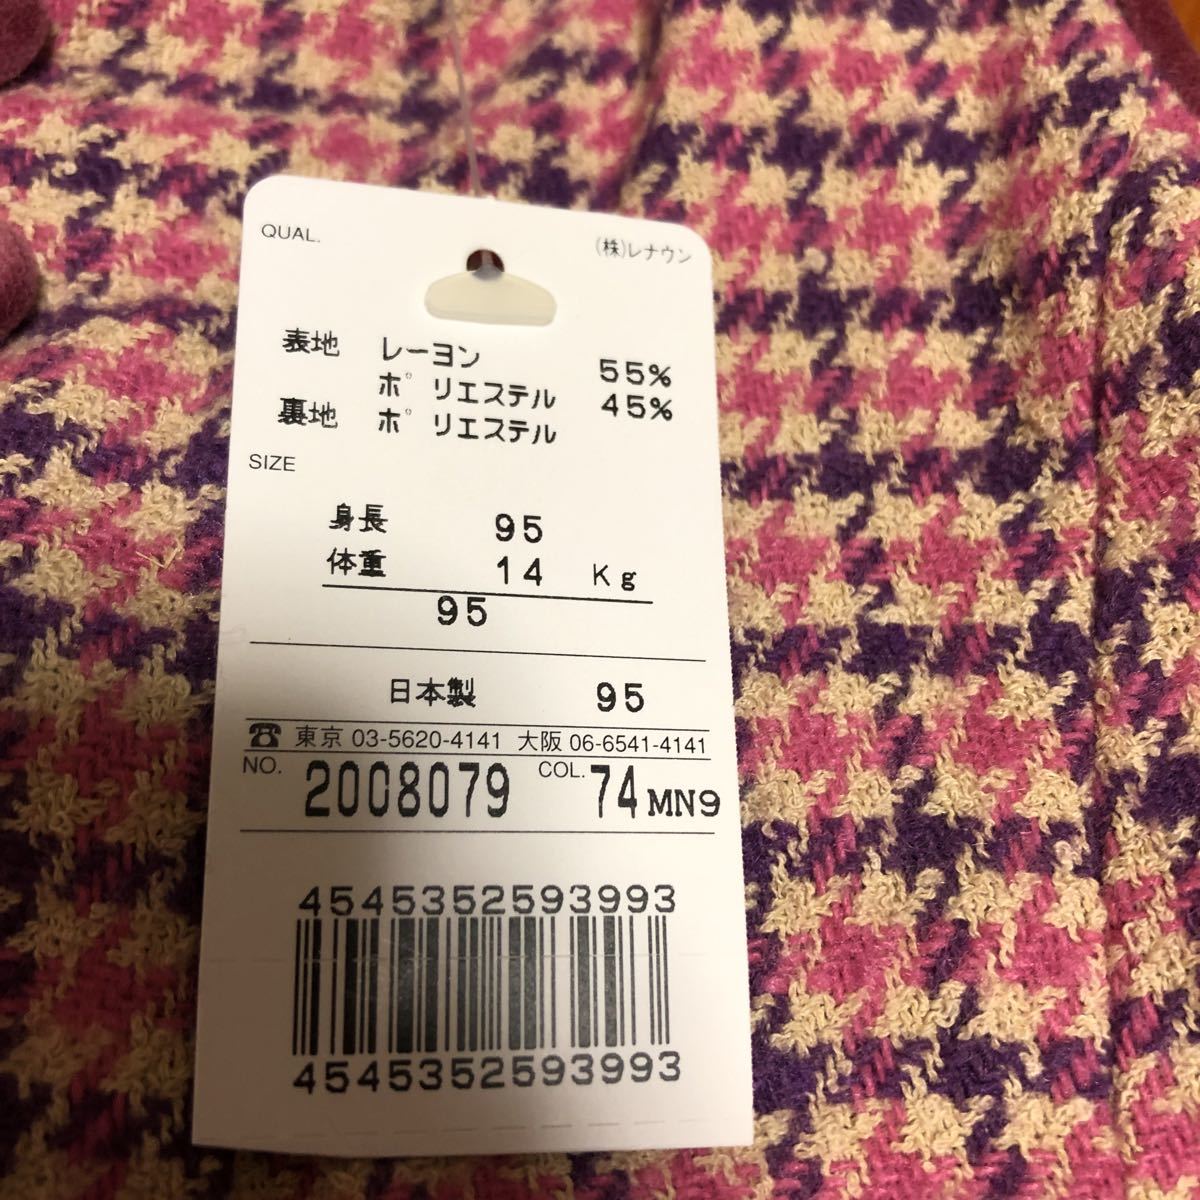 QUAL. (株)レナウン
表地 レーヨン 55%
ポリエステル 45%
裏地 ポリエステル
SIZE
身長 95
体重 14 Kg
95
日本製 95
☎ 東京 03-5620-4141 大阪 06-6541-4141
NO. 2008079 COL. 74 MN9
4545352593993
4545352593993